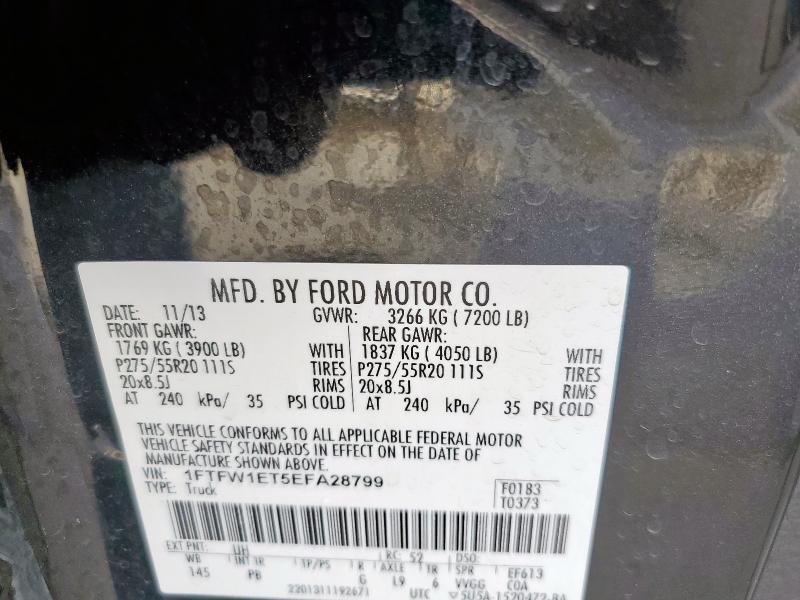 MFD. BY FORD MOTOR CO.
DATE: 11/13 GVWR: 3266 KG ( 7200 LB)
FRONT GAWR: REAR GAWR:
1769 KG ( 3900 LB) WITH 1837 KG ( 4050 LB) WITH
P275/55R20 111S TIRES P275/55R20 111S TIRES
20x8.5J RIMS 20x8.5J RIMS
AT 240 kPa/ 35 PSI COLD AT 240 kPa/ 35 PSI COLD
THIS VEHICLE CONFORMS TO ALL APPLICABLE FEDERAL MOTOR
VEHICLE SAFETY STANDARDS IN EFFECT ON THE DATE OF
MANUFACTURE SHOWN ABOVE.
VIN: 1FTFW1ET5EFA28799 F0183
TYPE: Truck T0373
EXT PNT: UH RC: 52 DSO:
WB INT TR TP/PS R AXLE TR SPR EF613
145 PB G L9 6 VVGG COA
2201311192671 UTC